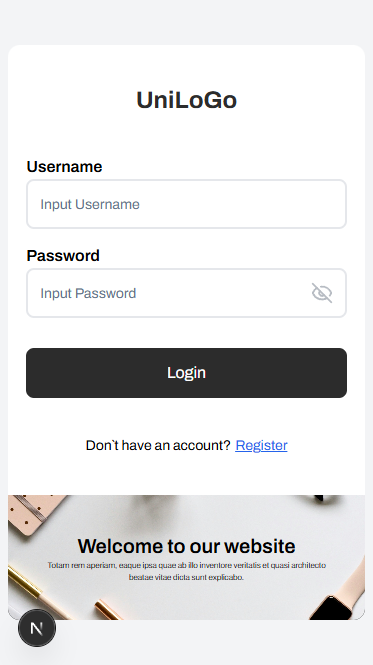 UniLoGo
Username
Input Username
Password
Input Password
Login
Don`t have an account? Register
Welcome to our website
Totam rem aperiam, eaque ipsa quae ab illo inventore veritatis et quasi architecto
beatae vitae dicta sunt explicabo.
N